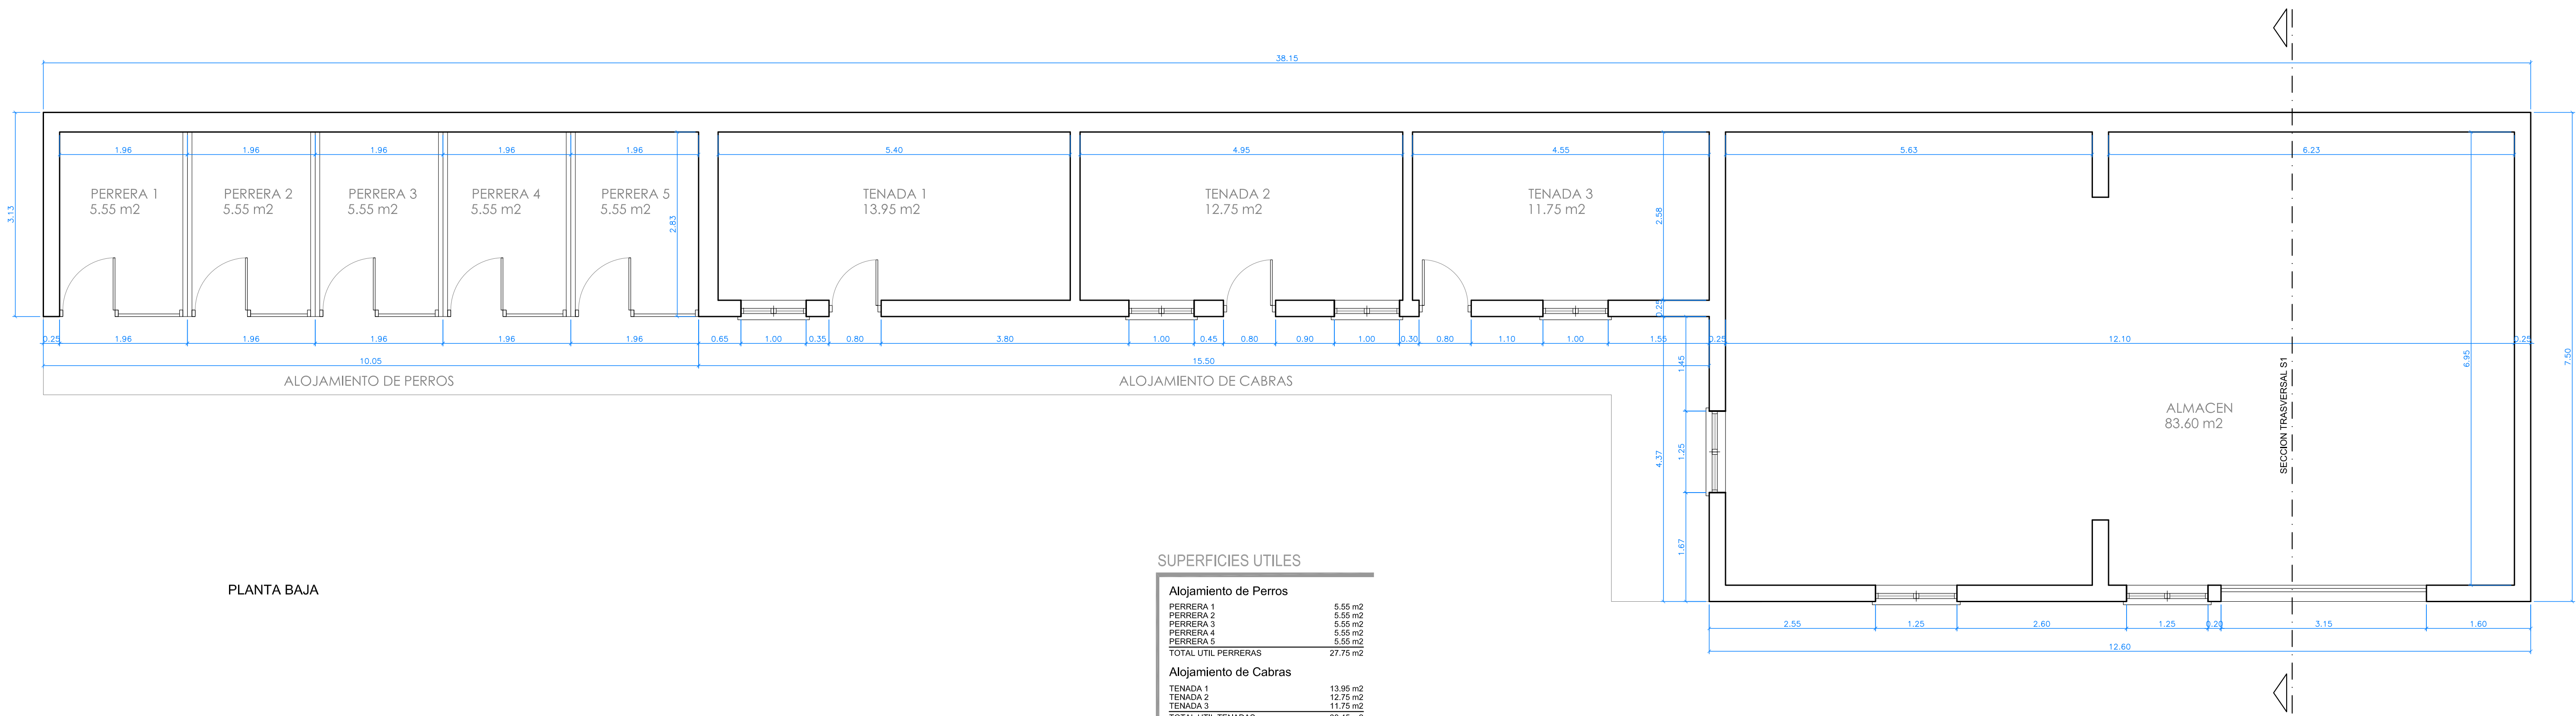 38.15
3.13
1.96 1.96 1.96 1.96 1.96 5.40 4.95 4.55 5.63 6.23
PERRERA 1
5.55 m2
PERRERA 2
5.55 m2
PERRERA 3
5.55 m2
PERRERA 4
5.55 m2
PERRERA 5
5.55 m2
2.83
TENADA 1
13.95 m2
TENADA 2
12.75 m2
TENADA 3
11.75 m2
2.58
0.25
0.25 1.96 1.96 1.96 1.96 1.96 0.65 1.00 0.35 0.80 3.80 1.00 0.45 0.80 0.90 1.00 0.30 0.80 1.10 1.00 1.55 0.25 12.10 0.25
10.05 15.50
ALOJAMIENTO DE PERROS
ALOJAMIENTO DE CABRAS
1.45
1.25
4.37
1.67
6.95
7.50
SECCION TRASVERSAL S1
ALMACEN
83.60 m2
2.55 1.25 2.60 1.25 0.20 3.15 1.60
12.60
PLANTA BAJA
SUPERFICIES UTILES
Alojamiento de Perros
PERRERA 1 5.55 m2
PERRERA 2 5.55 m2
PERRERA 3 5.55 m2
PERRERA 4 5.55 m2
PERRERA 5 5.55 m2
TOTAL UTIL PERRERAS 27.75 m2
Alojamiento de Cabras
TENADA 1 13.95 m2
TENADA 2 12.75 m2
TENADA 3 11.75 m2